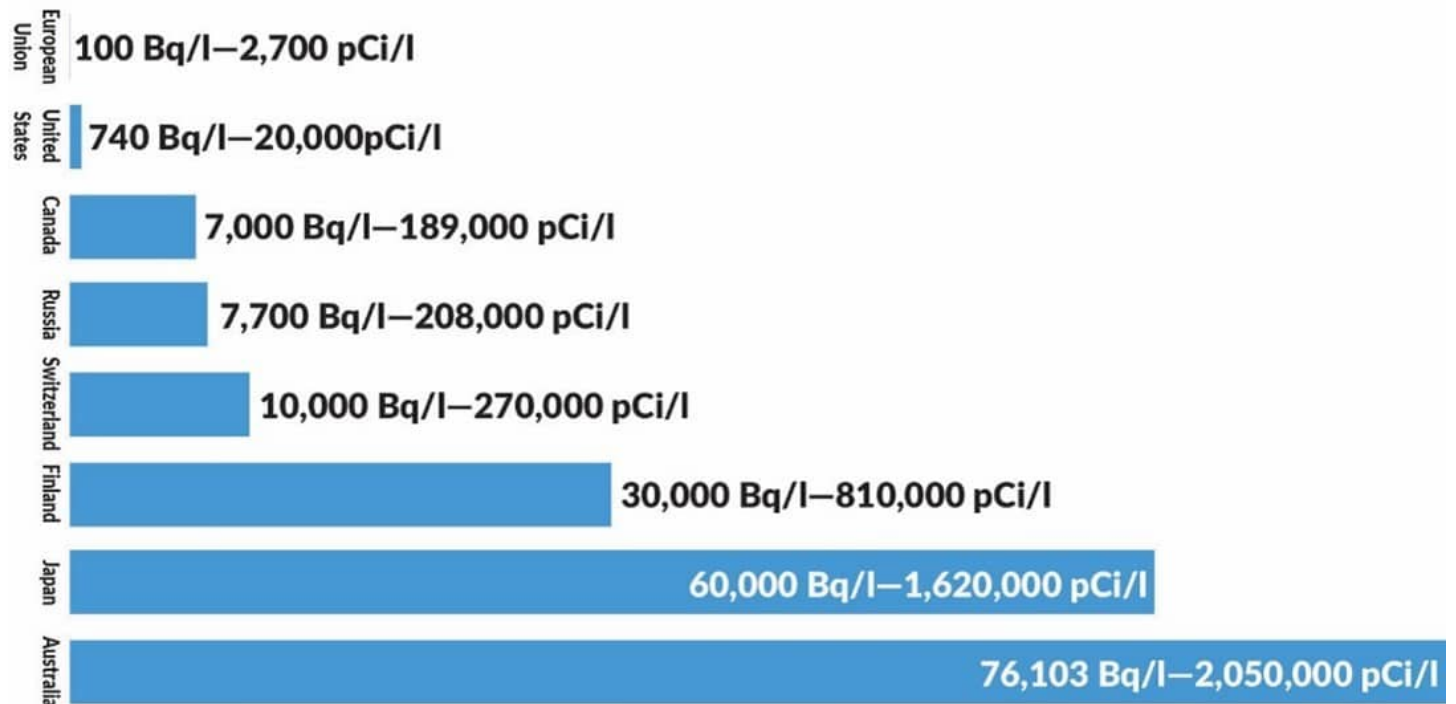 European
Union
100 Bq/l—2,700 pCi/l
United
States
740 Bq/l—20,000pCi/l
Canada
7,000 Bq/l—189,000 pCi/l
Russia
7,700 Bq/l—208,000 pCi/l
Switzerland
10,000 Bq/l—270,000 pCi/l
Finland
30,000 Bq/l—810,000 pCi/l
Japan
60,000 Bq/l—1,620,000 pCi/l
Australia
76,103 Bq/l—2,050,000 pCi/l